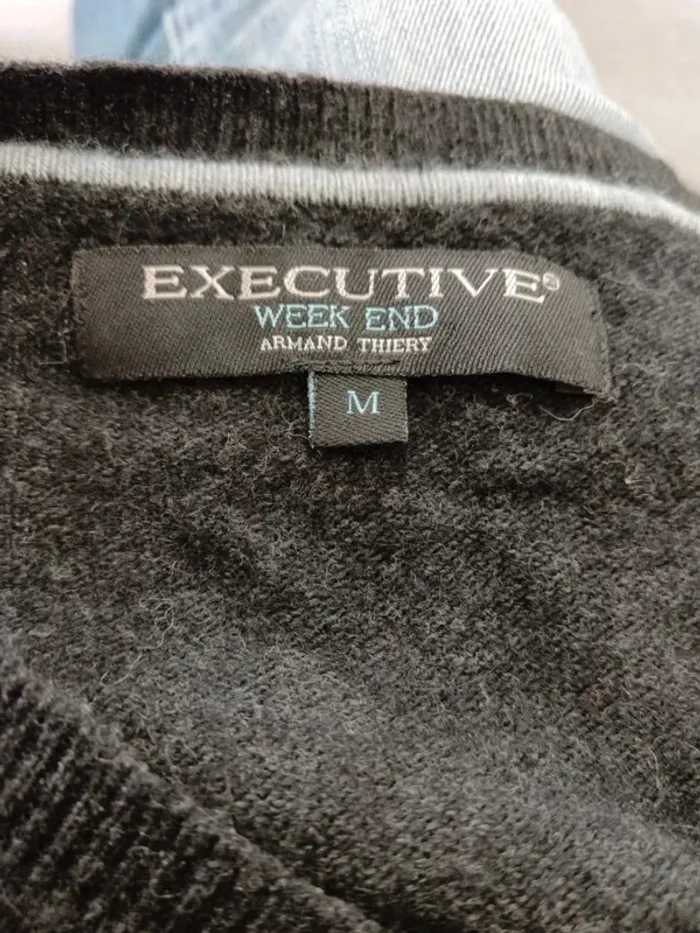 EXECUTIVE®
WEEK END
ARMAND THIERY
M